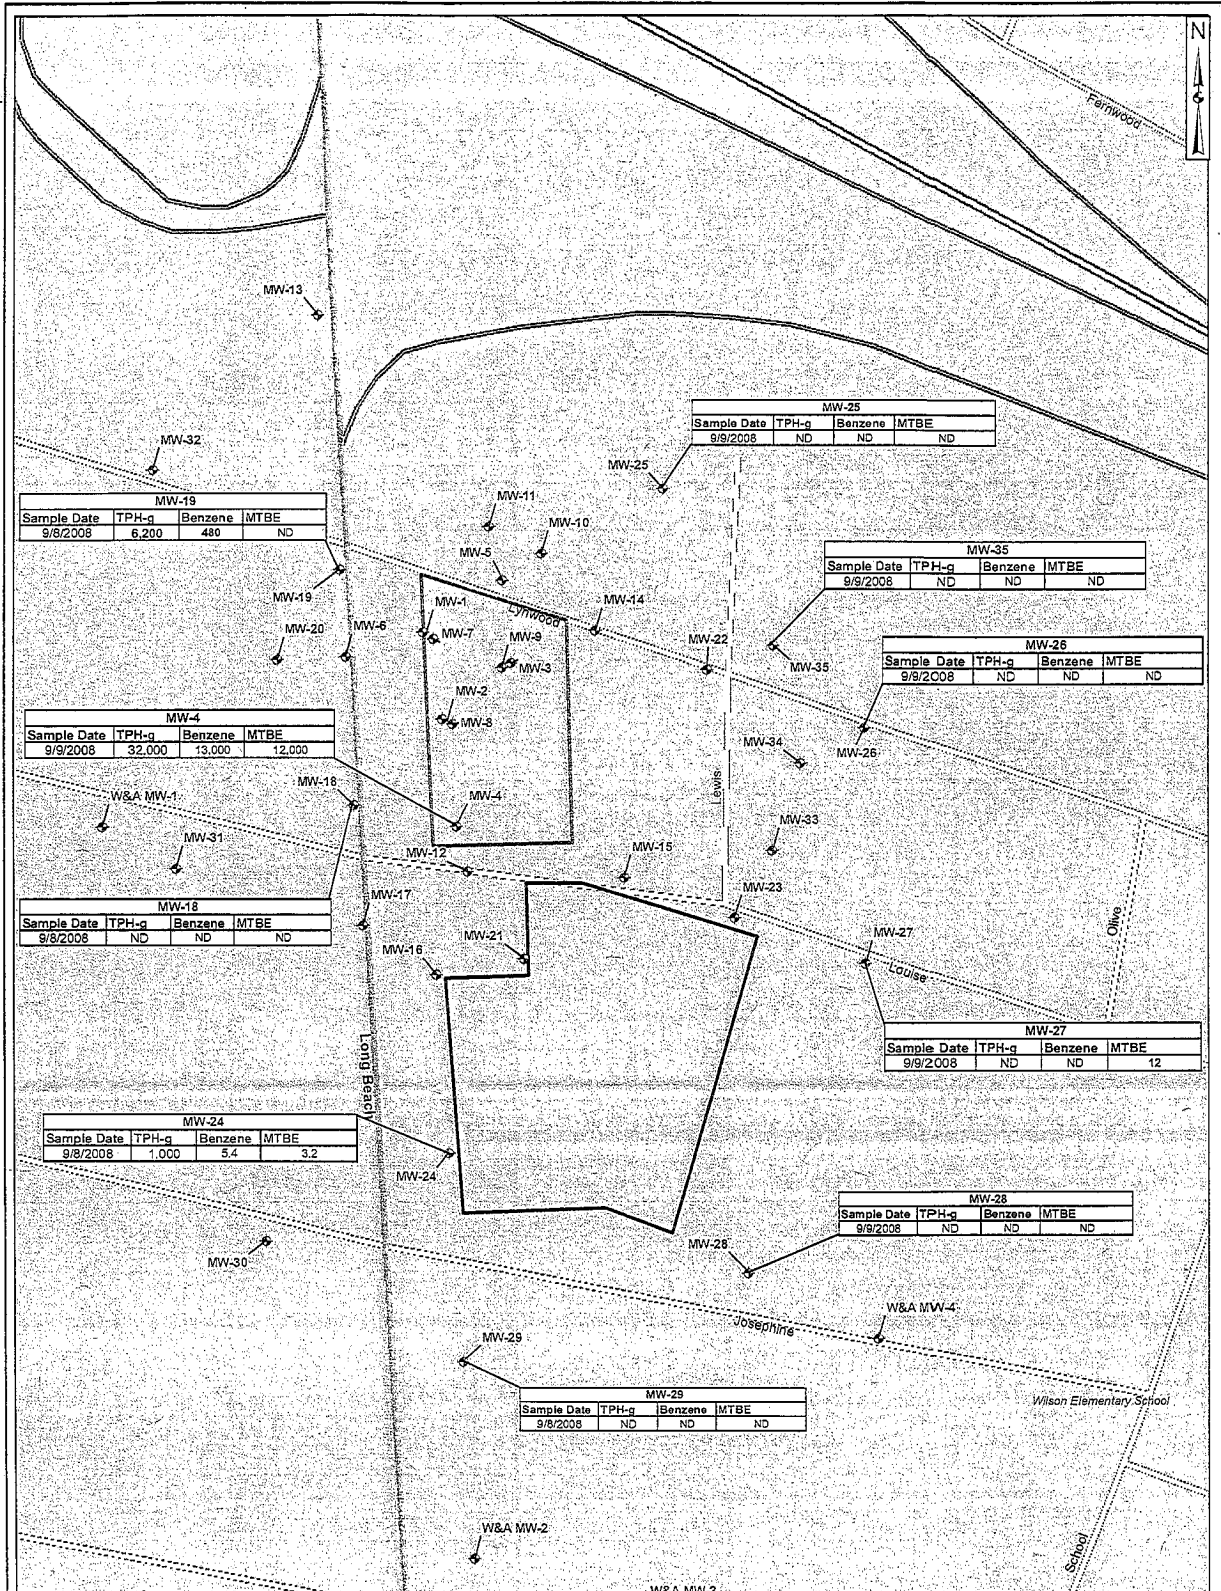 N
Fernwood
MW-13
MW-25
Sample Date TPH-g Benzene MTBE
9/9/2008 ND ND ND
MW-32
MW-25
MW-19
Sample Date TPH-g Benzene MTBE
9/8/2008 6,200 480 ND
MW-11
MW-10
MW-5
MW-35
Sample Date TPH-g Benzene MTBE
9/9/2008 ND ND ND
MW-19
MW-1
Lynwood
MW-14
MW-20
MW-6
MW-7
MW-9
MW-3
MW-22
MW-35
MW-26
Sample Date TPH-g Benzene MTBE
9/9/2008 ND ND ND
MW-2
MW-8
MW-4
Sample Date TPH-g Benzene MTBE
9/9/2008 32,000 13,000 12,000
MW-34
MW-26
Lewis
W&A MW-1
MW-18
MW-4
MW-31
MW-12
MW-15
MW-33
MW-18
Sample Date TPH-g Benzene MTBE
9/8/2008 ND ND ND
MW-17
MW-23
Olive
MW-16
MW-21
MW-27
Louise
MW-27
Sample Date TPH-g Benzene MTBE
9/9/2008 ND ND 12
Long Beach
MW-24
Sample Date TPH-g Benzene MTBE
9/8/2008 1,000 5.4 3.2
MW-24
MW-28
Sample Date TPH-g Benzene MTBE
9/9/2008 ND ND ND
MW-30
MW-28
W&A MW-4
Josephine
MW-29
MW-29
Sample Date TPH-g Benzene MTBE
9/8/2008 ND ND ND
Wilson Elementary School
W&A MW-2
School
W&A MW-3